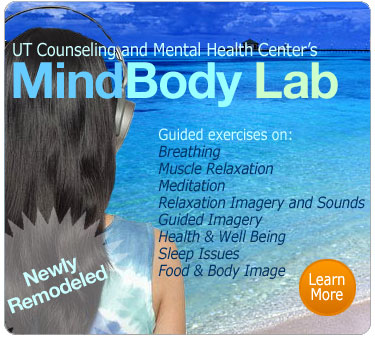 UT Counseling and Mental Health Center's
MindBody Lab
Guided exercises on:
Breathing
Muscle Relaxation
Meditation
Relaxation Imagery and Sounds
Guided Imagery
Health & Well Being
Sleep Issues
Food & Body Image
Newly
Remodeled
Learn
More